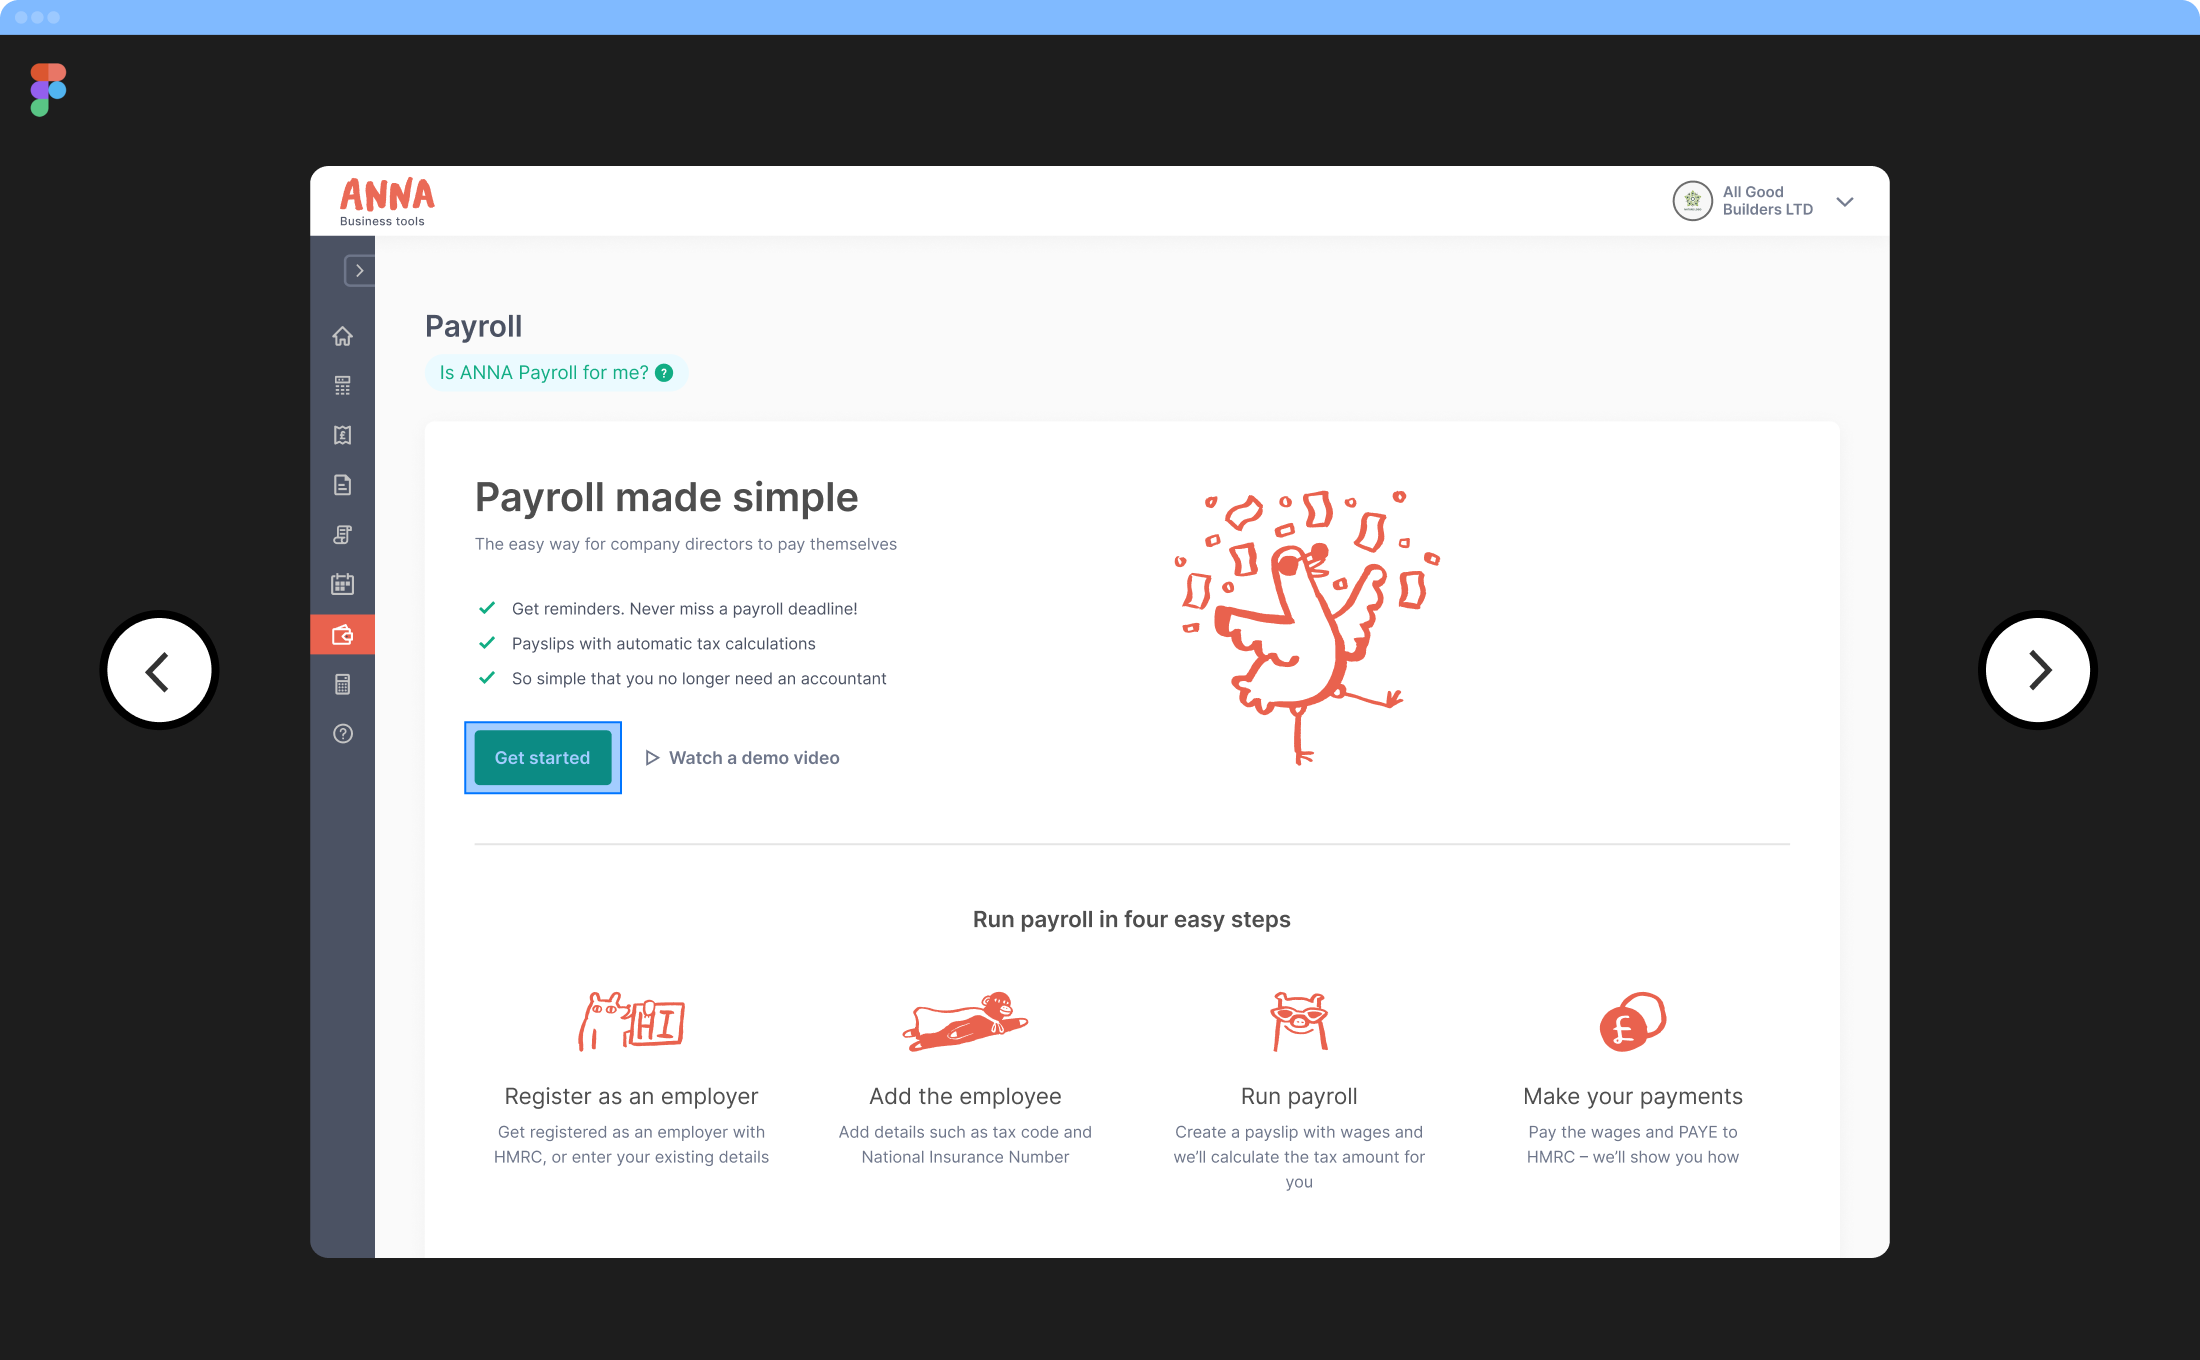 ANNA
Business tools
All Good
Builders LTD
Payroll
Is ANNA Payroll for me? ?
Payroll made simple
The easy way for company directors to pay themselves
Get reminders. Never miss a payroll deadline!
Payslips with automatic tax calculations
So simple that you no longer need an accountant
Get started
Watch a demo video
Run payroll in four easy steps
HI
£
Register as an employer
Get registered as an employer with
HMRC, or enter your existing details
Add the employee
Add details such as tax code and
National Insurance Number
Run payroll
Create a payslip with wages and
we’ll calculate the tax amount for
you
Make your payments
Pay the wages and PAYE to
HMRC – we’ll show you how